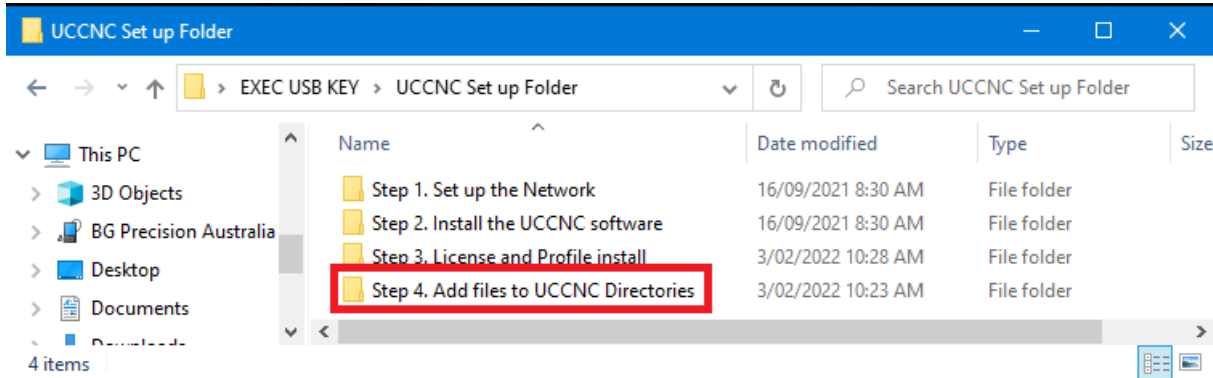 UCCNC Set up Folder
EXEC USB KEY > UCCNC Set up Folder
Search UCCNC Set up Folder
This PC
3D Objects
BG Precision Australia
Desktop
Documents
Downloads
Name Date modified Type Size
Step 1. Set up the Network 16/09/2021 8:30 AM File folder
Step 2. Install the UCCNC software 16/09/2021 8:30 AM File folder
Step 3. License and Profile install 3/02/2022 10:28 AM File folder
Step 4. Add files to UCCNC Directories 3/02/2022 10:23 AM File folder
4 items